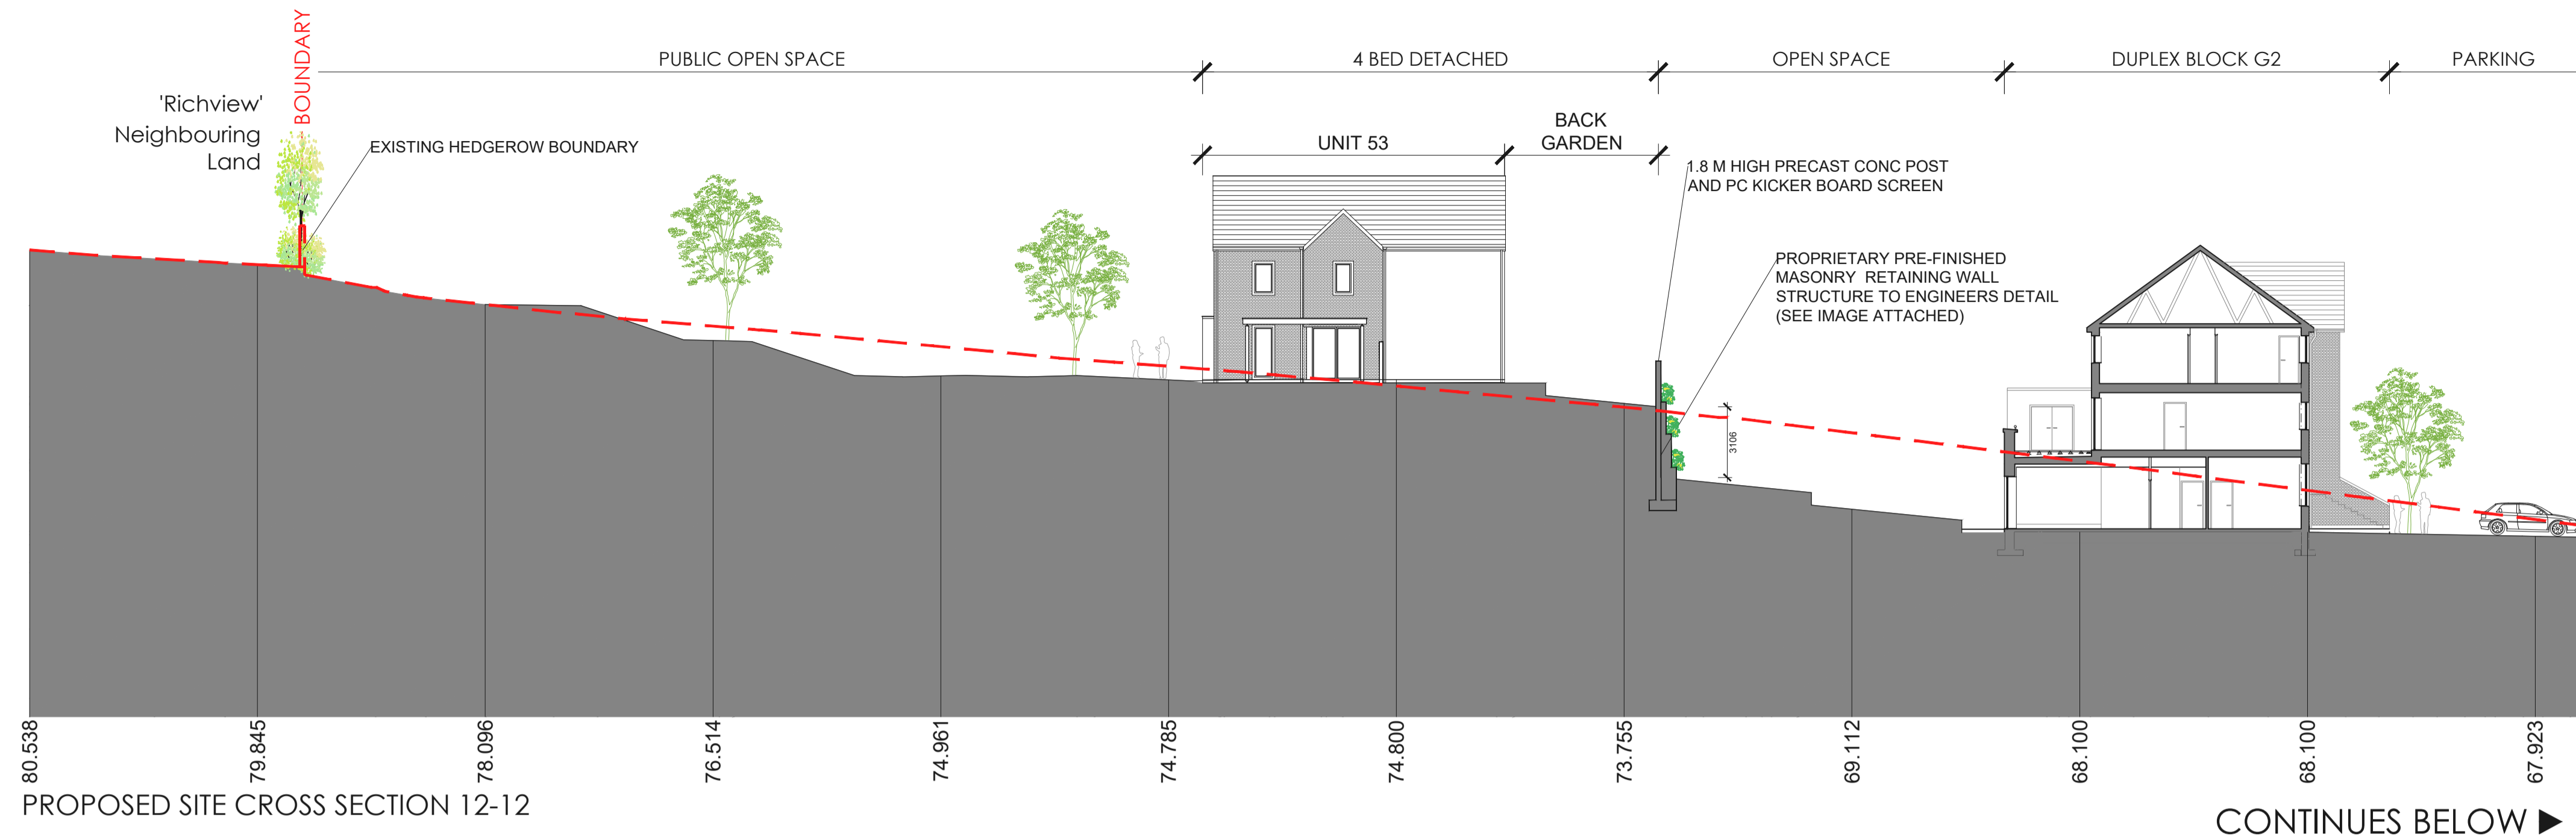 BOUNDARY
PUBLIC OPEN SPACE
4 BED DETACHED
OPEN SPACE
DUPLEX BLOCK G2
PARKING
'Richview'
Neighbouring
Land
EXISTING HEDGEROW BOUNDARY
UNIT 53
BACK
GARDEN
1.8 M HIGH PRECAST CONC POST
AND PC KICKER BOARD SCREEN
PROPRIETARY PRE-FINISHED
MASONRY RETAINING WALL
STRUCTURE TO ENGINEERS DETAIL
(SEE IMAGE ATTACHED)
3106
80.538
79.845
78.096
76.514
74.961
74.785
74.800
73.755
69.112
68.100
68.100
67.923
PROPOSED SITE CROSS SECTION 12-12
CONTINUES BELOW ►